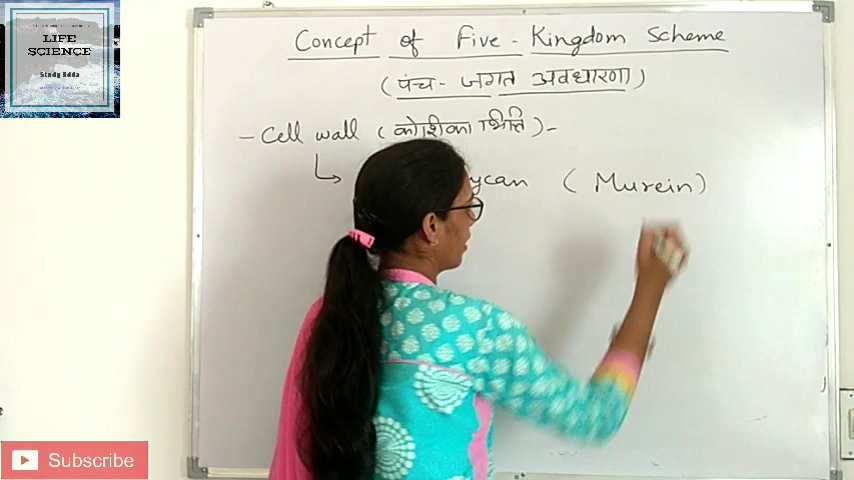 LIFE
SCIENCE
Study Adda
Concept of Five - Kingdom Scheme
(पंच - जगत अवधारणा)
- Cell wall (कोशिका भित्ति) -
ycan (Murein)
Subscribe